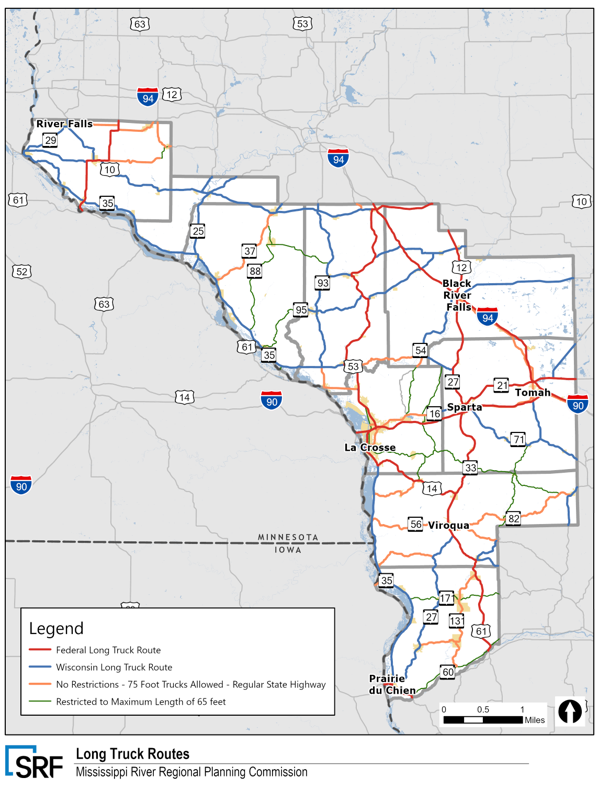 63
53
94
12
River Falls
29
94
10
61
35
10
25
37
12
52
88
93
Black
River
Falls
63
95
94
61
35
54
53
27
21
Tomah
14
90
90
16
Sparta
La Crosse
71
33
90
14
56
Viroqua
82
MINNESOTA
IOWA
35
17
27
131
61
60
Prairie
du Chien
Legend
Federal Long Truck Route
Wisconsin Long Truck Route
No Restrictions - 75 Foot Trucks Allowed - Regular State Highway
Restricted to Maximum Length of 65 feet
0 0.5 1
Miles
SRF
Long Truck Routes
Mississippi River Regional Planning Commission